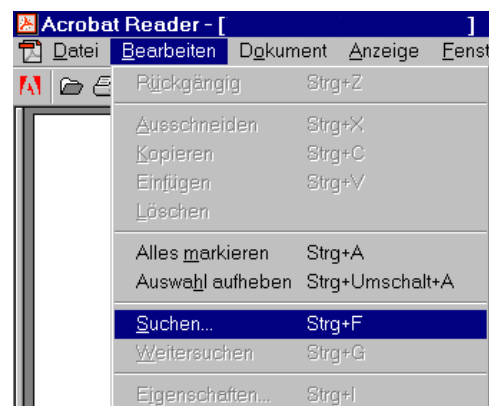 Acrobat Reader - [ ]
Datei Bearbeiten Dokument Anzeige Fenst
Rückgängig Strg+Z
Ausschneiden Strg+X
Kopieren Strg+C
Einfügen Strg+V
Löschen
Alles markieren Strg+A
Auswahl aufheben Strg+Umschalt+A
Suchen... Strg+F
Weitersuchen Strg+G
Eigenschaften... Strg+I